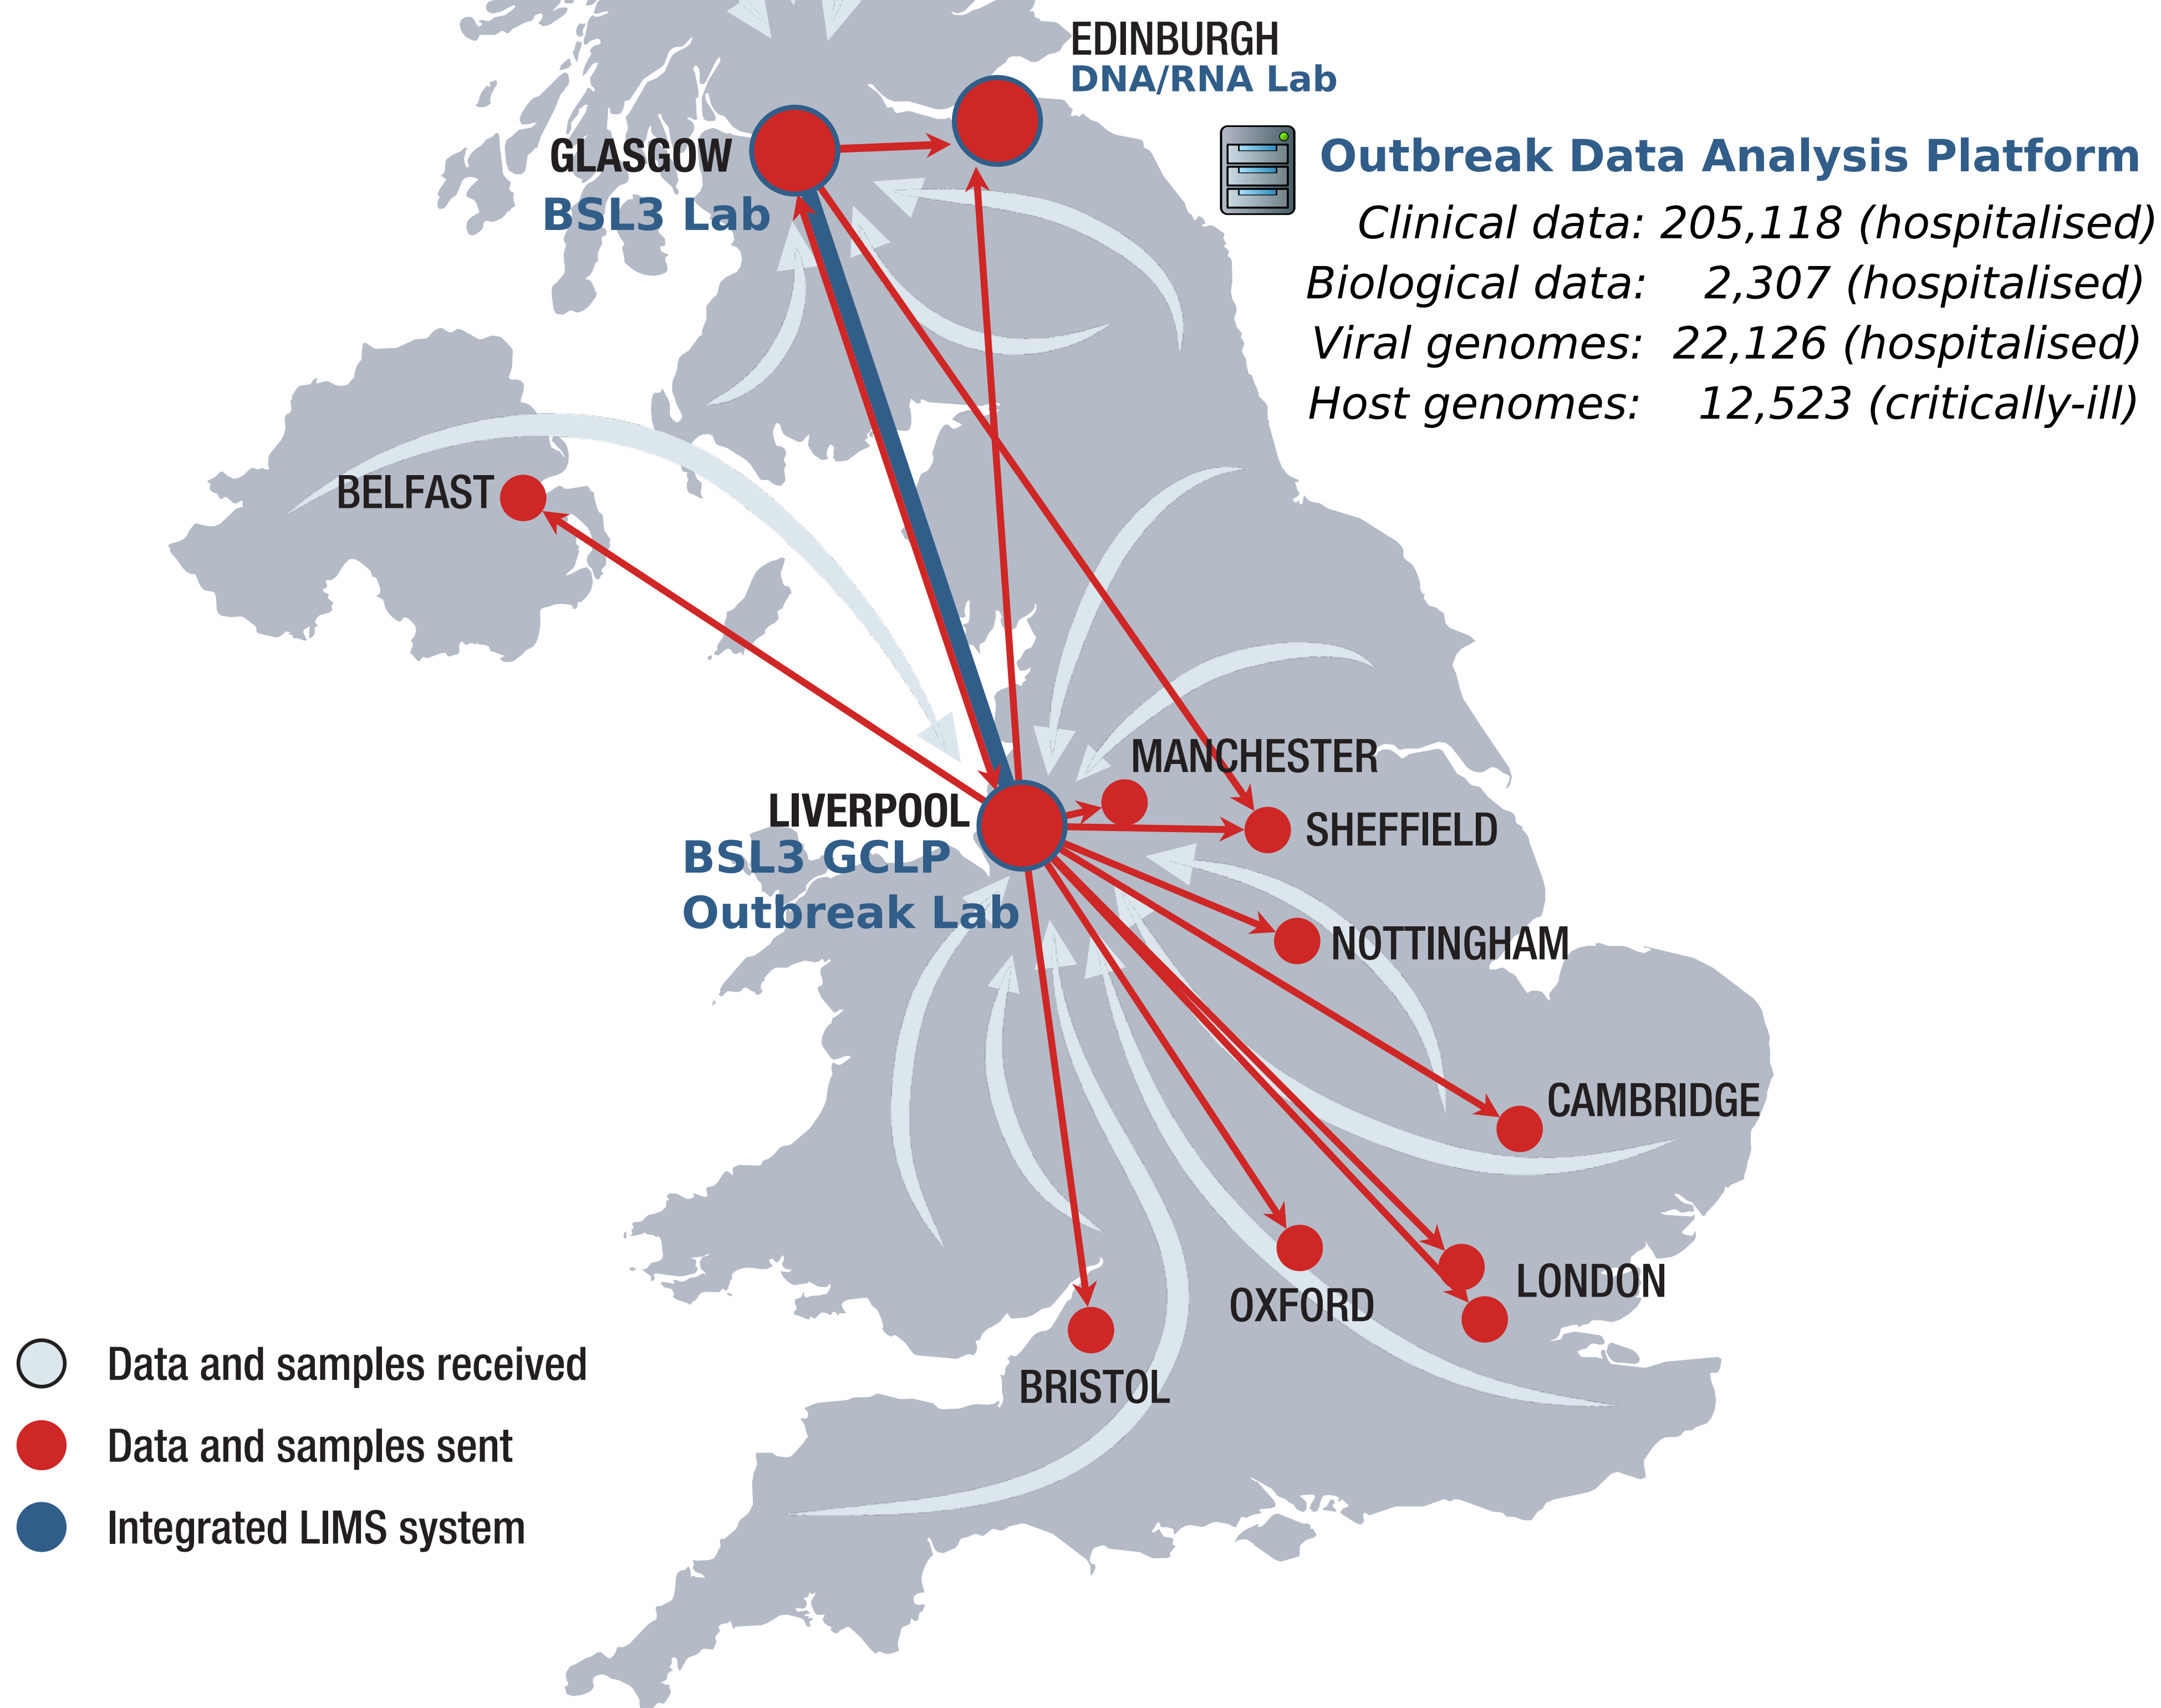 EDINBURGH
DNA/RNA Lab
GLASGOW
BSL3 Lab
Outbreak Data Analysis Platform
Clinical data: 205,118 (hospitalised)
Biological data: 2,307 (hospitalised)
Viral genomes: 22,126 (hospitalised)
Host genomes: 12,523 (critically-ill)
BELFAST
MANCHESTER
LIVERPOOL
BSL3 GCLP
Outbreak Lab
SHEFFIELD
NOTTINGHAM
CAMBRIDGE
LONDON
OXFORD
BRISTOL
Data and samples received
Data and samples sent
Integrated LIMS system